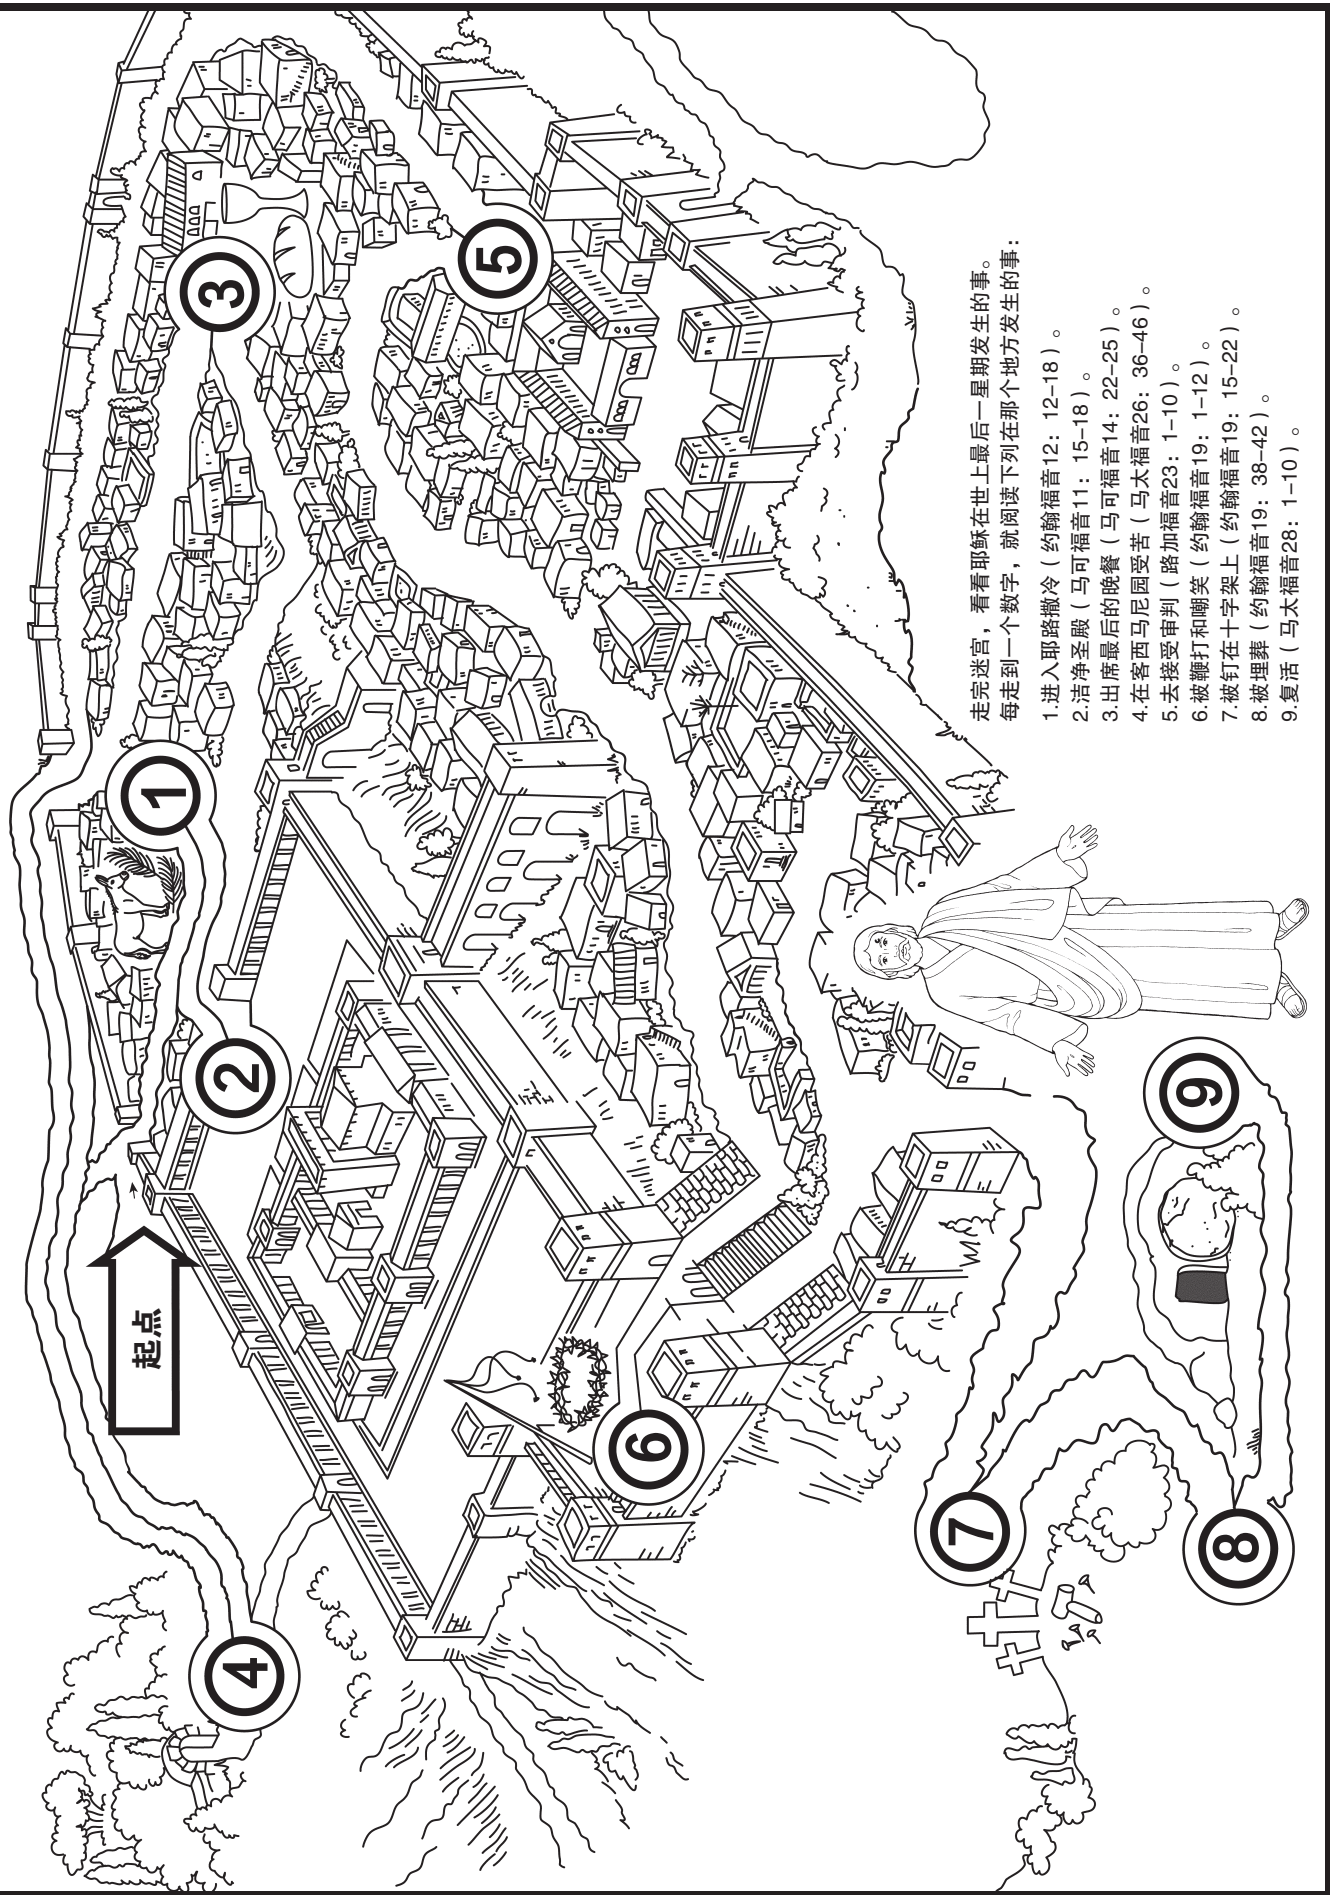 起点
1
2
3
4
5
6
7
8
9
走完迷宫，看看耶稣在世上最后一星期发生的事。
每走到一个数字，就阅读下列在那个地方发生的事：
1.进入耶路撒冷（约翰福音12：12–18）。
2.洁净圣殿（马可福音11：15–18）。
3.出席最后的晚餐（马可福音14：22–25）。
4.在客西马尼园受苦（马太福音26：36–46）。
5.去接受审判（路加福音23：1–10）。
6.被鞭打和嘲笑（约翰福音19：1–12）。
7.被钉在十字架上（约翰福音19：15–22）。
8.被埋葬（约翰福音19：38–42）。
9.复活（马太福音28：1–10）。